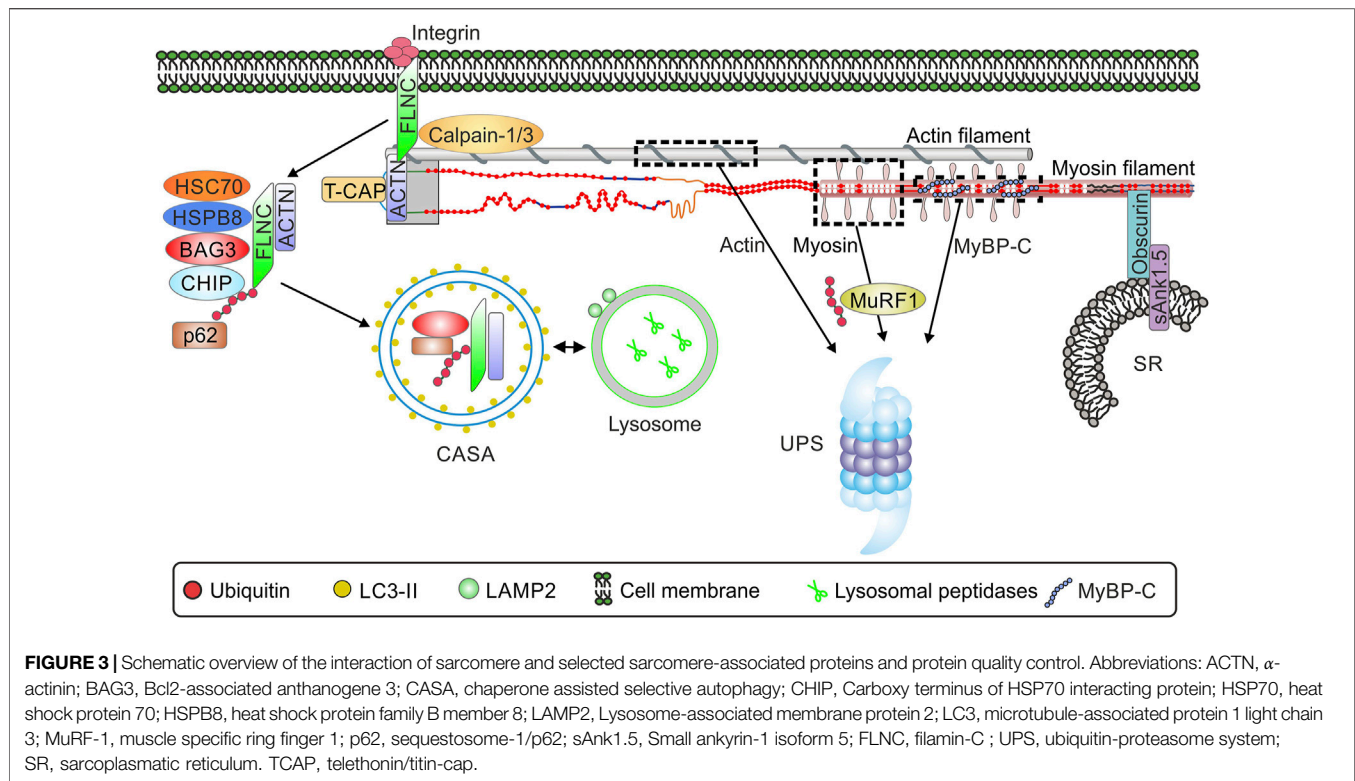 Integrin
FLNC
Calpain-1/3
Actin filament
Myosin filament
T-CAP
ACTN
HSC70
HSPB8
BAG3
CHIP
p62
FLNC
ACTN
Actin
Myosin
MyBP-C
MuRF1
Obscurin
sAnk1.5
SR
CASA
Lysosome
UPS
Ubiquitin
LC3-II
LAMP2
Cell membrane
Lysosomal peptidases
MyBP-C
FIGURE 3 | Schematic overview of the interaction of sarcomere and selected sarcomere-associated proteins and protein quality control. Abbreviations: ACTN, α-
actinin; BAG3, Bcl2-associated anthanogene 3; CASA, chaperone assisted selective autophagy; CHIP, Carboxy terminus of HSP70 interacting protein; HSP70, heat
shock protein 70; HSPB8, heat shock protein family B member 8; LAMP2, Lysosome-associated membrane protein 2; LC3, microtubule-associated protein 1 light chain
3; MuRF-1, muscle specific ring finger 1; p62, sequestosome-1/p62; sAnk1.5, Small ankyrin-1 isoform 5; FLNC, filamin-C ; UPS, ubiquitin-proteasome system;
SR, sarcoplasmatic reticulum. TCAP, telethonin/titin-cap.